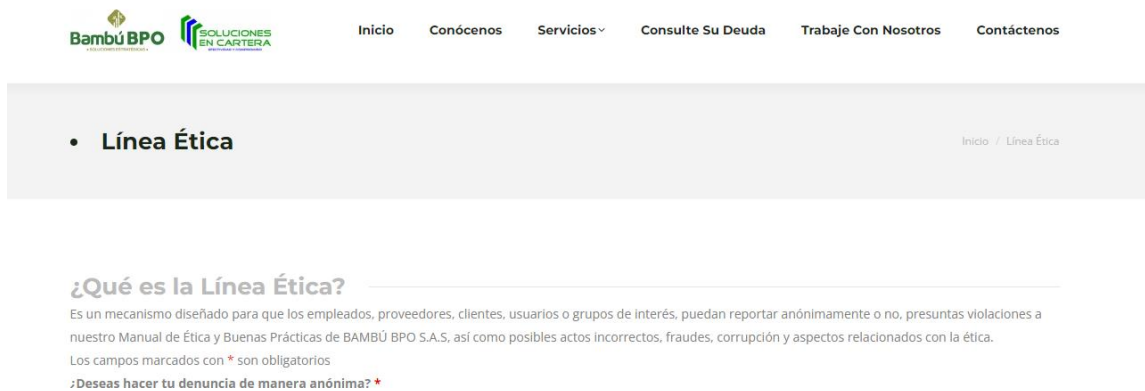 Bambú BPO
SOLUCIONES
EN CARTERA
Inicio Conócenos Servicios Consulte Su Deuda Trabaje Con Nosotros Contáctenos
• Línea Ética
Inicio / Línea Ética
¿Qué es la Línea Ética?
Es un mecanismo diseñado para que los empleados, proveedores, clientes, usuarios o grupos de interés, puedan reportar anónimamente o no, presuntas violaciones a
nuestro Manual de Ética y Buenas Prácticas de BAMBÚ BPO S.A.S, así como posibles actos incorrectos, fraudes, corrupción y aspectos relacionados con la ética.
Los campos marcados con * son obligatorios
¿Deseas hacer tu denuncia de manera anónima? *